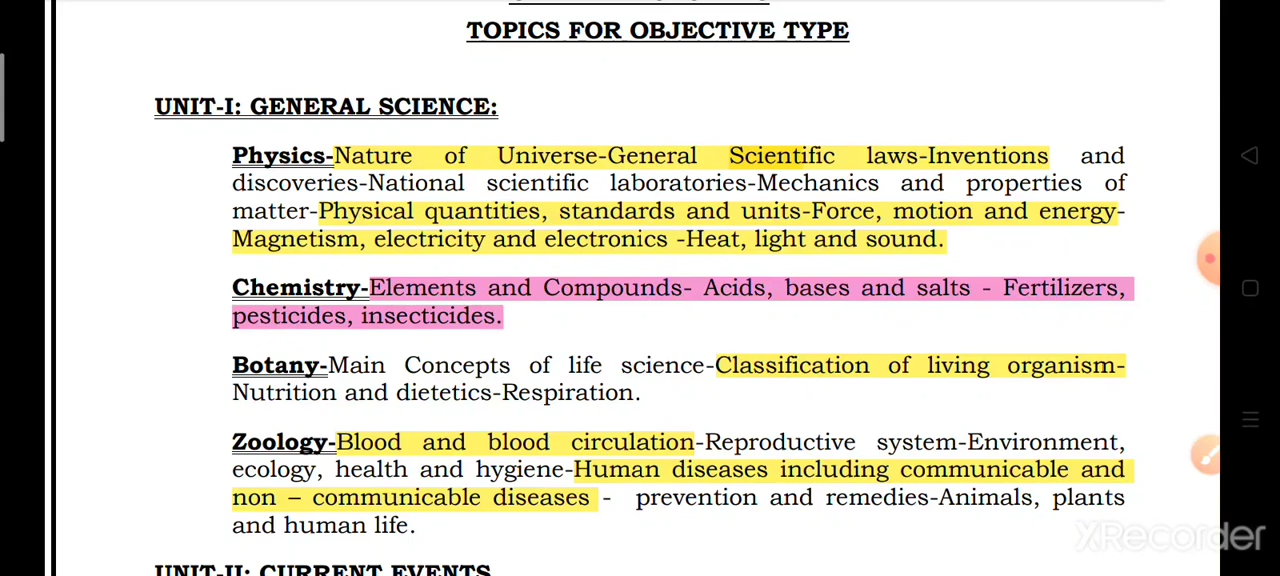 TOPICS FOR OBJECTIVE TYPE
UNIT-I: GENERAL SCIENCE:
Physics-Nature of Universe-General Scientific laws-Inventions and
discoveries-National scientific laboratories-Mechanics and properties of
matter-Physical quantities, standards and units-Force, motion and energy-
Magnetism, electricity and electronics -Heat, light and sound.
Chemistry-Elements and Compounds- Acids, bases and salts - Fertilizers,
pesticides, insecticides.
Botany-Main Concepts of life science-Classification of living organism-
Nutrition and dietetics-Respiration.
Zoology-Blood and blood circulation-Reproductive system-Environment,
ecology, health and hygiene-Human diseases including communicable and
non – communicable diseases - prevention and remedies-Animals, plants
and human life.
UNIT-II: CURRENT EVENTS
XRecorder